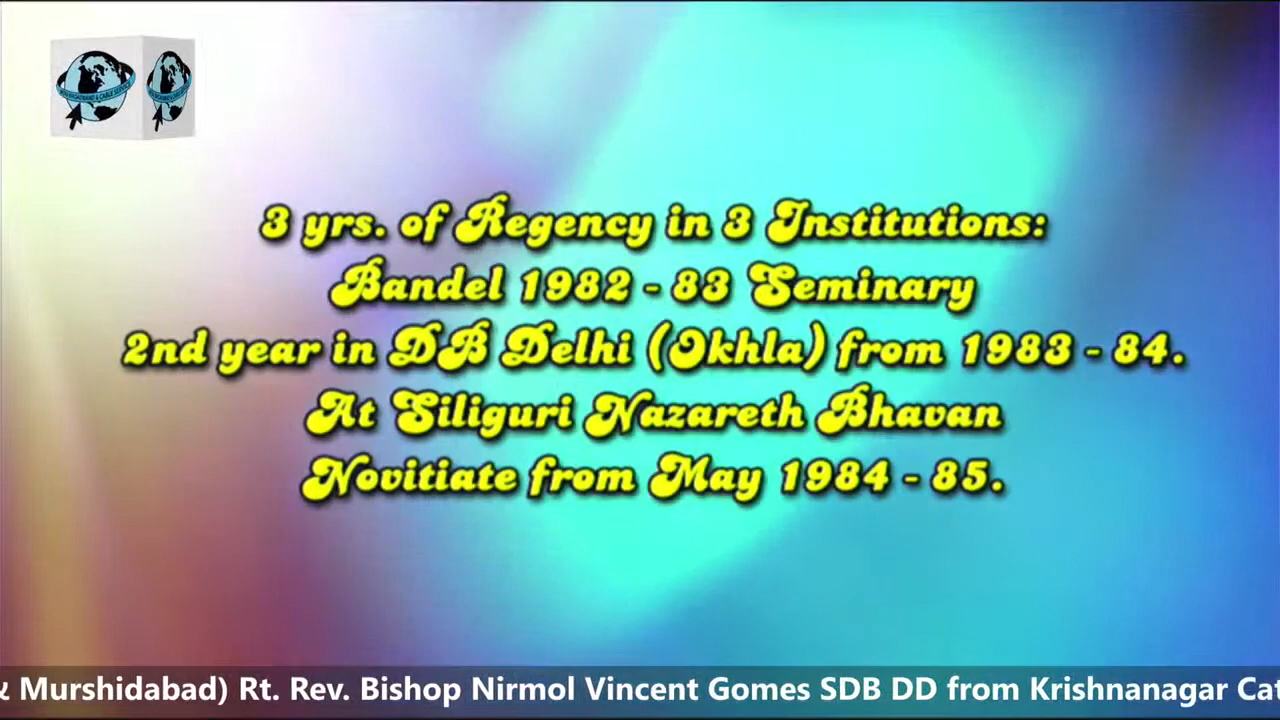 3 yrs. of Regency in 3 Institutions:
Bandel 1982 - 83 Seminary
2nd year in DB Delhi (Okhla) from 1983 - 84.
At Siliguri Nazareth Bhavan
Novitiate from May 1984 - 85.
& Murshidabad) Rt. Rev. Bishop Nirmol Vincent Gomes SDB DD from Krishnanagar Cat